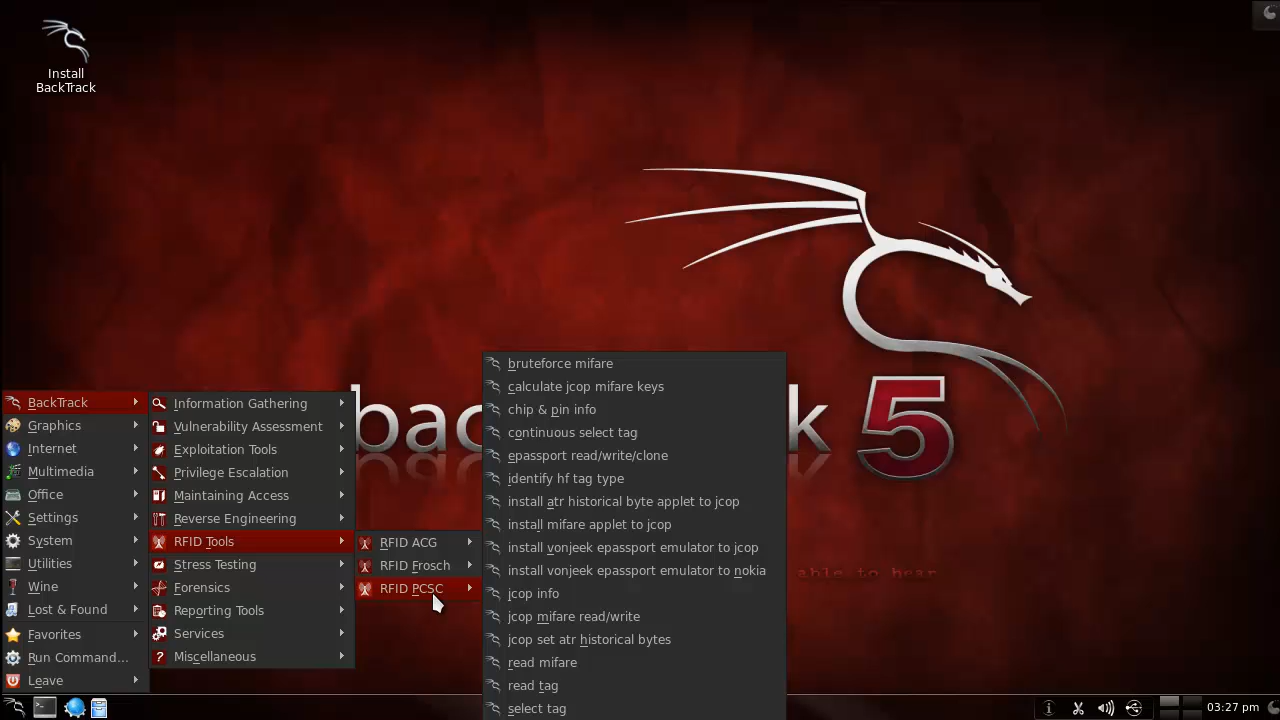 Install
BackTrack
bac
k 5
able to hear
BackTrack
Graphics
Internet
Multimedia
Office
Settings
System
Utilities
Wine
Lost & Found
Favorites
Run Command...
Leave
Information Gathering
Vulnerability Assessment
Exploitation Tools
Privilege Escalation
Maintaining Access
Reverse Engineering
RFID Tools
Stress Testing
Forensics
Reporting Tools
Services
Miscellaneous
RFID ACG
RFID Frosch
RFID PCSC
bruteforce mifare
calculate jcop mifare keys
chip & pin info
continuous select tag
epassport read/write/clone
identify hf tag type
install atr historical byte applet to jcop
install mifare applet to jcop
install vonjeek epassport emulator to jcop
install vonjeek epassport emulator to nokia
jcop info
jcop mifare read/write
jcop set atr historical bytes
read mifare
read tag
select tag
03:27 pm